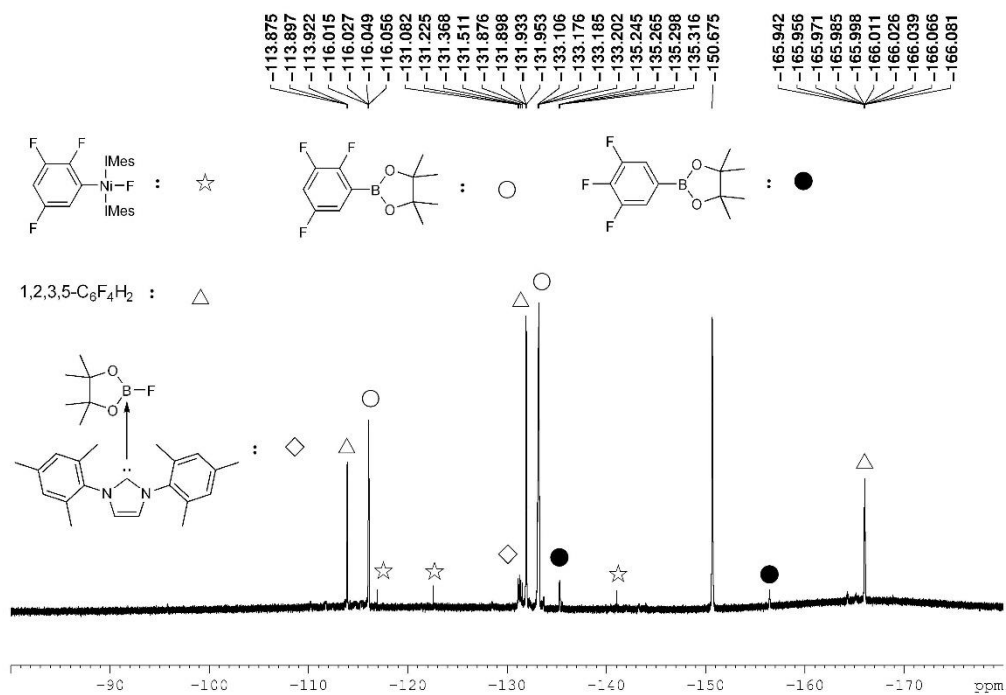 -113.875
-113.897
-113.922
-116.015
-116.027
-116.049
-116.056
-131.082
-131.225
-131.368
-131.511
-131.876
-131.898
-131.933
-131.953
-133.106
-133.176
-133.185
-133.202
-135.245
-135.265
-135.298
-135.316
-150.675
-165.942
-165.956
-165.971
-165.985
-165.998
-166.011
-166.026
-166.039
-166.066
-166.081
F F IMes
Ni F :
F IMes
F F O
B :
F O
F O
F B :
F O
1,2,3,5-C₆F₄H₂ :
O
B F
O
:
N N :
-90 -100 -110 -120 -130 -140 -150 -160 -170 ppm